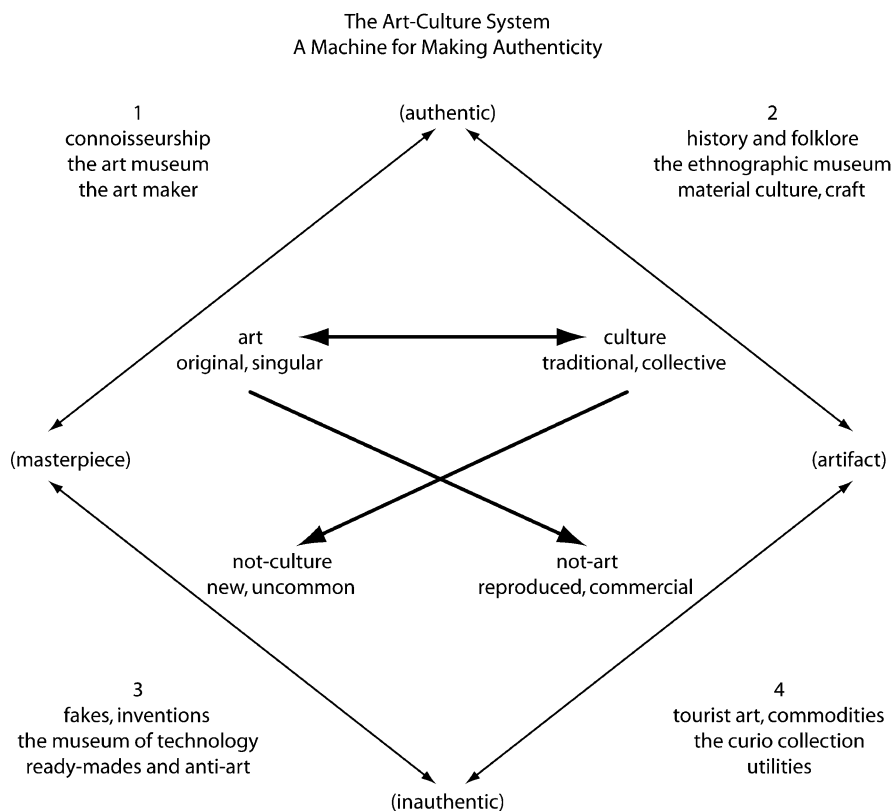 The Art-Culture System
A Machine for Making Authenticity
1
connoisseurship
the art museum
the art maker
(authentic)
2
history and folklore
the ethnographic museum
material culture, craft
art
original, singular
culture
traditional, collective
(masterpiece)
(artifact)
not-culture
new, uncommon
not-art
reproduced, commercial
3
fakes, inventions
the museum of technology
ready-mades and anti-art
4
tourist art, commodities
the curio collection
utilities
(inauthentic)